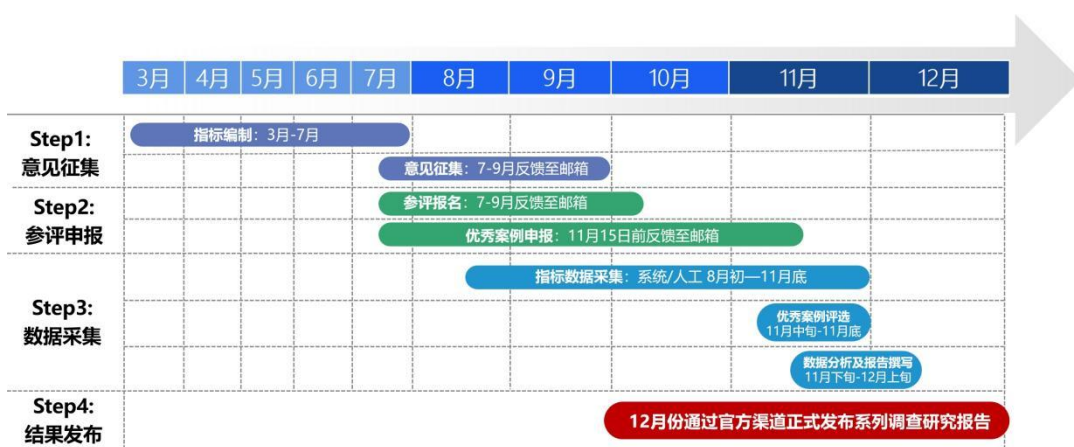 3月 4月 5月 6月 7月 8月 9月 10月 11月 12月
Step1:
意见征集
指标编制：3月-7月
意见征集：7-9月反馈至邮箱
Step2:
参评申报
参评报名：7-9月反馈至邮箱
优秀案例申报：11月15日前反馈至邮箱
Step3:
数据采集
指标数据采集：系统/人工 8月初—11月底
优秀案例评选
11月中旬-11月底
数据分析及报告撰写
11月下旬-12月上旬
Step4:
结果发布
12月份通过官方渠道正式发布系列调查研究报告